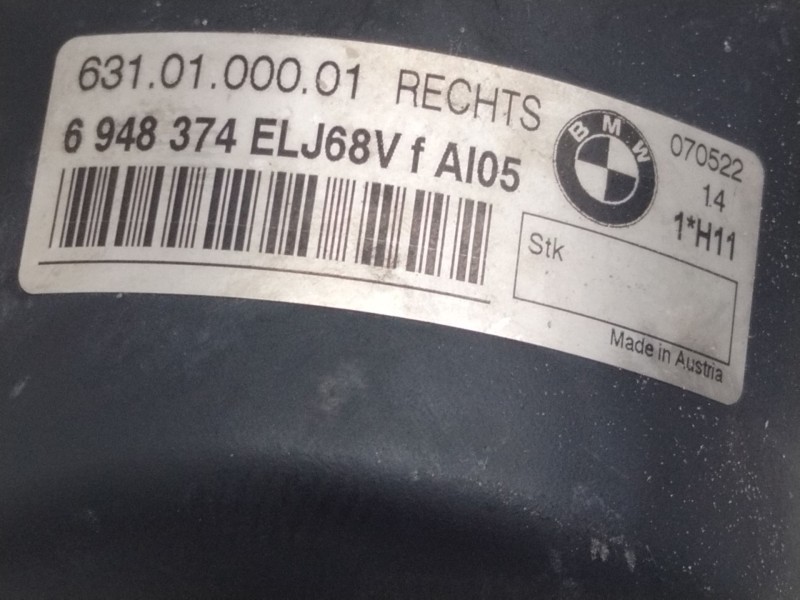 631.01.000.01 RECHTS
6 948 374 ELJ68V f AI05
BMW
070522
14
1*H11
Stk
Made in Austria